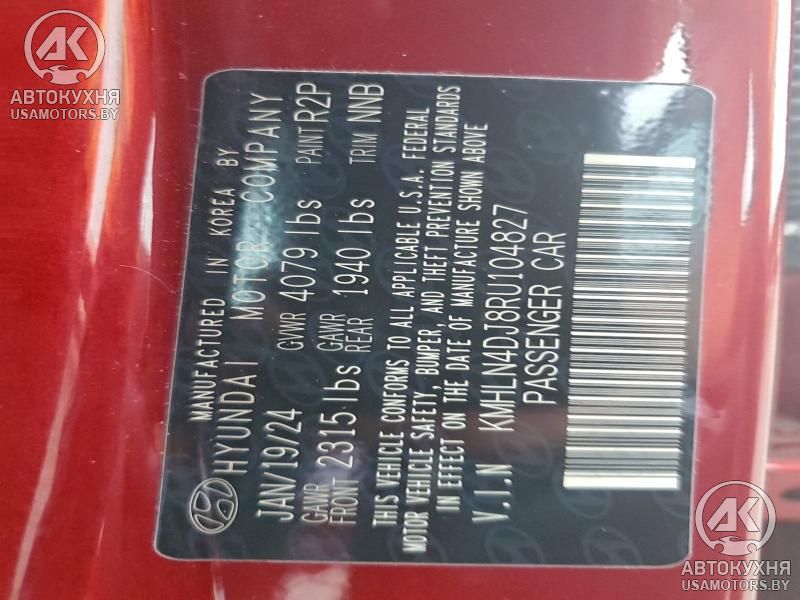 MANUFACTURED IN KOREA BY
HYUNDAI MOTOR COMPANY
JAN/19/24 GVWR 4079 lbs PAINT R2P
GAWR FRONT 2315 lbs GAWR REAR 1940 lbs TRIM NNB
THIS VEHICLE CONFORMS TO ALL APPLICABLE U.S.A. FEDERAL
MOTOR VEHICLE SAFETY, BUMPER, AND THEFT PREVENTION STANDARDS
IN EFFECT ON THE DATE OF MANUFACTURE SHOWN ABOVE
V.I.N KMHLN4DJ8RU104827
PASSENGER CAR
АК
АВТОКУХНЯ
USAMOTORS.BY
АК
АВТОКУХНЯ
USAMOTORS.BY